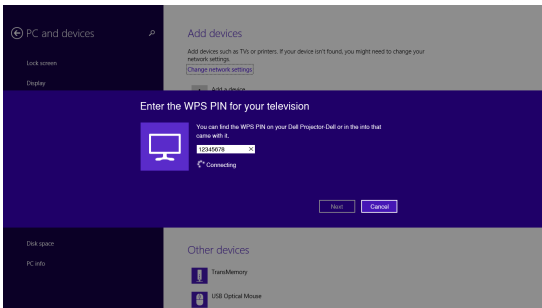 PC and devices
Lock screen
Display
Add devices
Add devices such as TVs or printers. If your device isn't found, you might need to change your
network settings.
Change network settings
Add a device
Enter the WPS PIN for your television
You can find the WPS PIN on your Dell Projector-Dell or in the into that
came with it.
12345678
Connecting
Next
Cancel
Disk space
PC info
Other devices
TransMemory
USB Optical Mouse